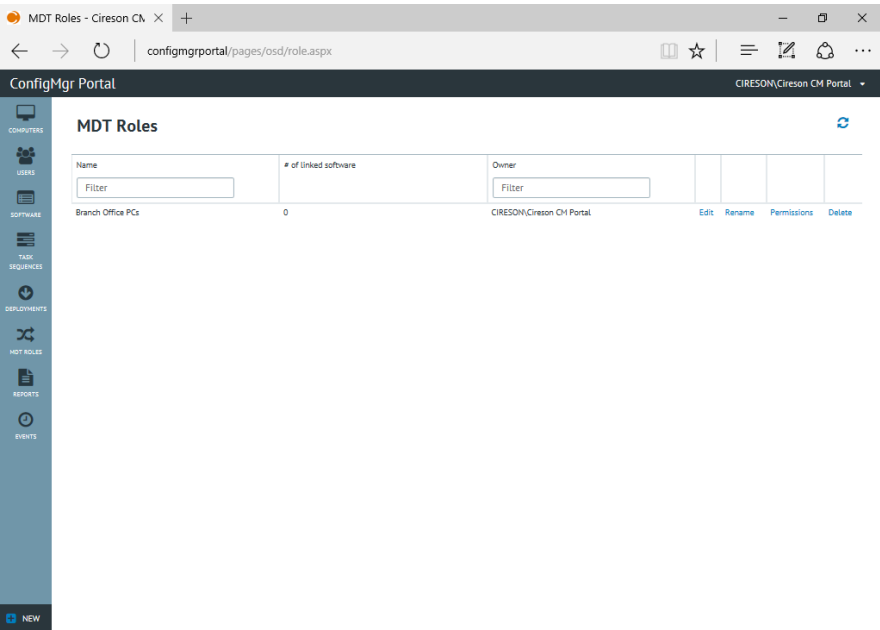 MDT Roles - Cireson CM
configmgrportal/pages/osd/role.aspx
ConfigMgr Portal
CIRESON\Cireson CM Portal
COMPUTERS
USERS
SOFTWARE
TASK
SEQUENCES
DEPLOYMENTS
MDT ROLES
REPORTS
EVENTS
NEW
MDT Roles
Name # of linked software Owner
Filter Filter
Branch Office PCs 0 CIRESON\Cireson CM Portal Edit Rename Permissions Delete